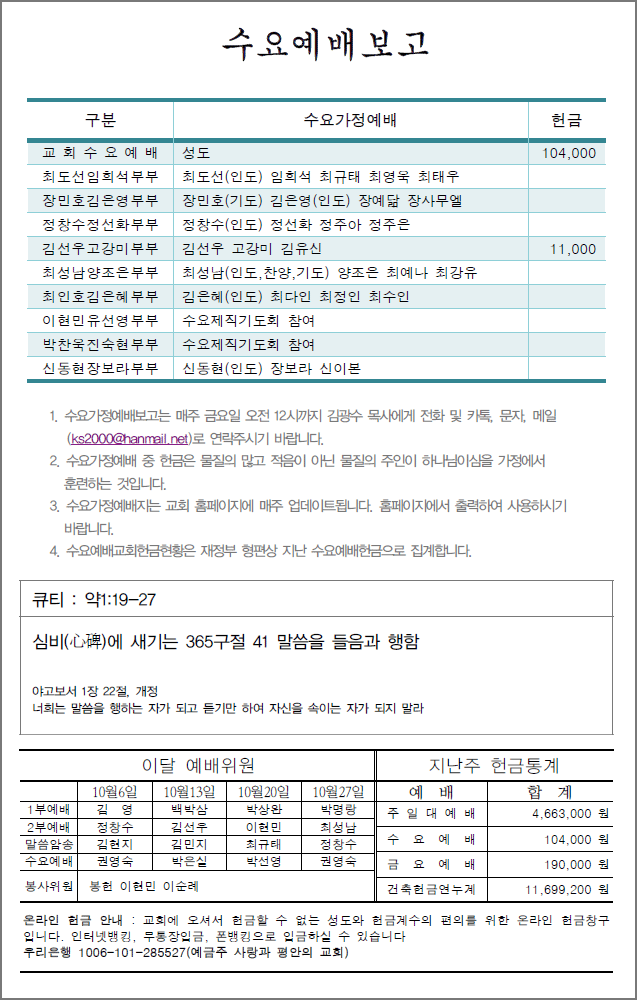 수요예배보고
구분 수요가정예배 헌금
교 회 수 요 예 배 성도 104,000
최도선임희석부부 최도선(인도) 임희석 최규태 최영욱 최태우
장민호김은영부부 장민호(기도) 김은영(인도) 장예닮 장사무엘
정창수정선화부부 정창수(인도) 정선화 정주아 정주은
김선우고강미부부 김선우 고강미 김유신 11,000
최성남양조은부부 최성남(인도,찬양,기도) 양조은 최예나 최강유
최인호김은혜부부 김은혜(인도) 최다인 최정인 최수인
이현민유선영부부 수요제직기도회 참여
박찬욱진숙현부부 수요제직기도회 참여
신동현장보라부부 신동현(인도) 장보라 신이본
1. 수요가정예배보고는 매주 금요일 오전 12시까지 김광수 목사에게 전화 및 카톡, 문자, 메일
(ks2000@hanmail.net)로 연락주시기 바랍니다.
2. 수요가정예배 중 헌금은 물질의 많고 적음이 아닌 물질의 주인이 하나님이심을 가정에서
훈련하는 것입니다.
3. 수요가정예배지는 교회 홈페이지에 매주 업데이트됩니다. 홈페이지에서 출력하여 사용하시기
바랍니다.
4. 수요예배교회헌금현황은 재정부 형편상 지난 수요예배헌금으로 집계합니다.
큐티 : 약1:19-27
심비(心碑)에 새기는 365구절 41 말씀을 들음과 행함
야고보서 1장 22절, 개정
너희는 말씀을 행하는 자가 되고 듣기만 하여 자신을 속이는 자가 되지 말라
이달 예배위원 지난주 헌금통계
10월6일 10월13일 10월20일 10월27일 예 배 합 계
1부예배 김 영 백박삼 박상완 박명랑 주 일 대 예 배 4,663,000 원
2부예배 정창수 김선우 이현민 최성남
말씀암송 김현지 김민지 최규태 정창수 수 요 예 배 104,000 원
수요예배 권영숙 박은실 박선영 권영숙 금 요 예 배 190,000 원
봉사위원 봉헌 이현민 이순례 건축헌금연누계 11,699,200 원
온라인 헌금 안내 : 교회에 오셔서 헌금할 수 없는 성도와 헌금계수의 편의를 위한 온라인 헌금창구
입니다. 인터넷뱅킹, 무통장입금, 폰뱅킹으로 입금하실 수 있습니다
우리은행 1006-101-285527(예금주 사랑과 평안의 교회)